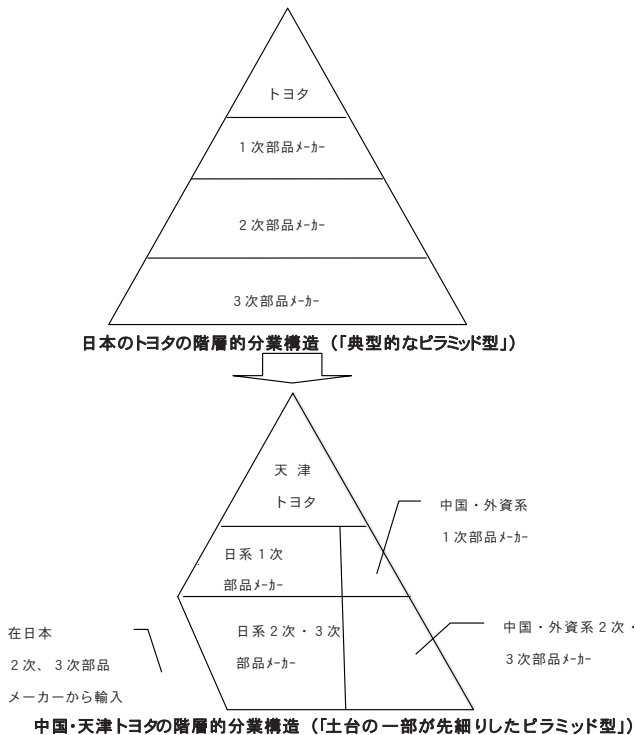 トヨタ
1次部品ﾒｰｶｰ
2次部品ﾒｰｶｰ
3次部品ﾒｰｶｰ
日本のトヨタの階層的分業構造（｢典型的なピラミッド型｣）
天 津
トヨタ
中国・外資系
1次部品ﾒｰｶｰ
日系1次
部品ﾒｰｶｰ
日系2次・3次
部品ﾒｰｶｰ
中国・外資系2次・
3次部品ﾒｰｶｰ
在日本
2次、3次部品
メーカーから輸入
中国･天津トヨタの階層的分業構造（｢土台の一部が先細りしたピラミッド型｣）